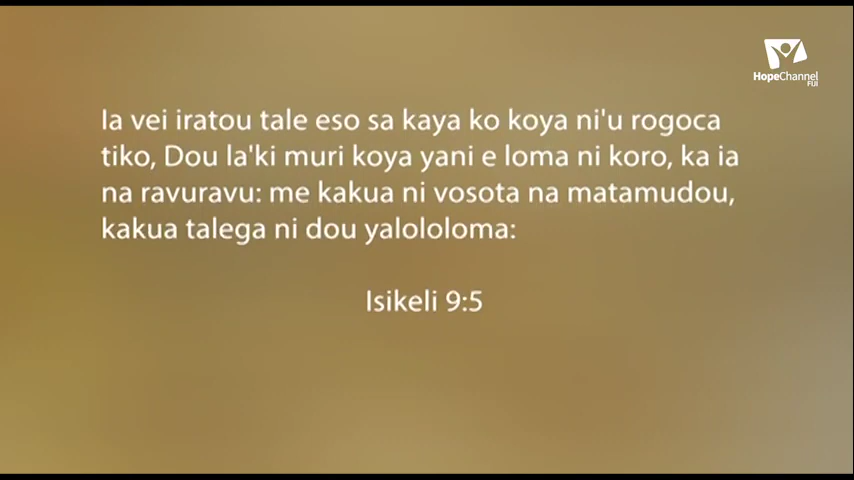 HopeChannel
FIJI
Ia vei iratou tale eso sa kaya ko koya ni'u rogoca
tiko, Dou la'ki muri koya yani e loma ni koro, ka ia
na ravuravu: me kakua ni vosota na matamudou,
kakua talega ni dou yalololoma:
Isikeli 9:5